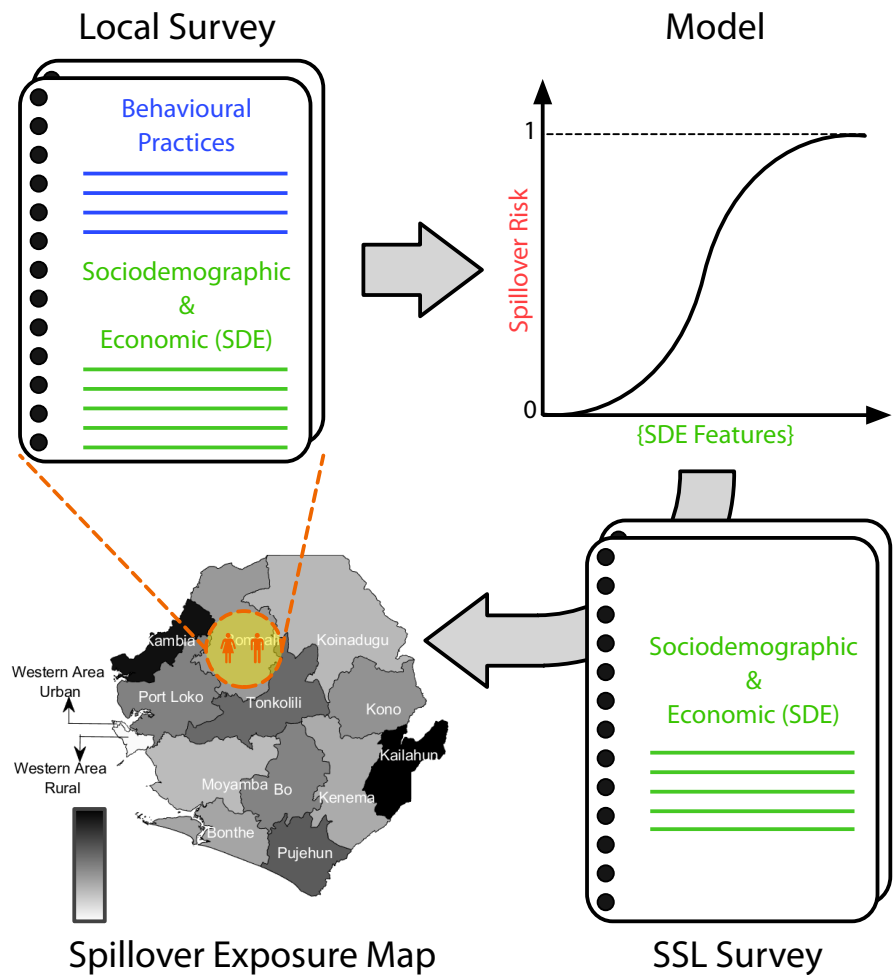 Local Survey
Behavioural
Practices
Sociodemographic
&
Economic (SDE)
Model
1
Spillover Risk
0
{SDE Features}
Kambia
Bombali
Koinadugu
Western Area
Urban
Port Loko
Tonkolili
Kono
Western Area
Rural
Kailahun
Moyamba
Bo
Kenema
Bonthe
Pujehun
Spillover Exposure Map
Sociodemographic
&
Economic (SDE)
SSL Survey